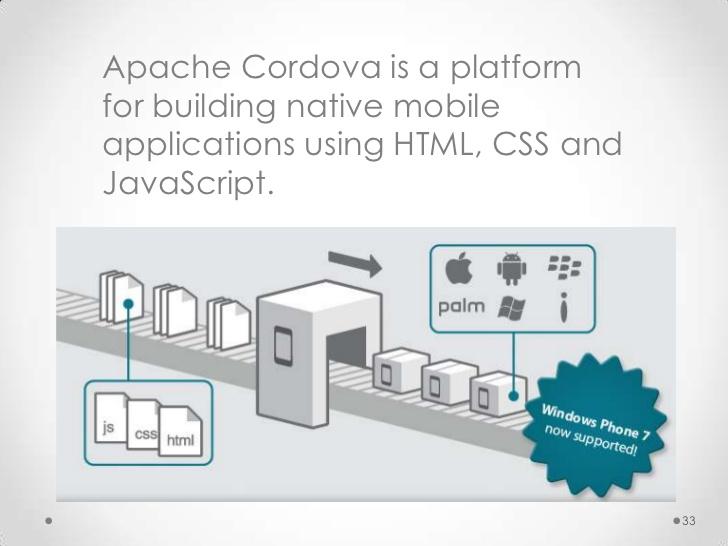 Apache Cordova is a platform
for building native mobile
applications using HTML, CSS and
JavaScript.
palm
js
css
html
Windows Phone 7
now supported!
33